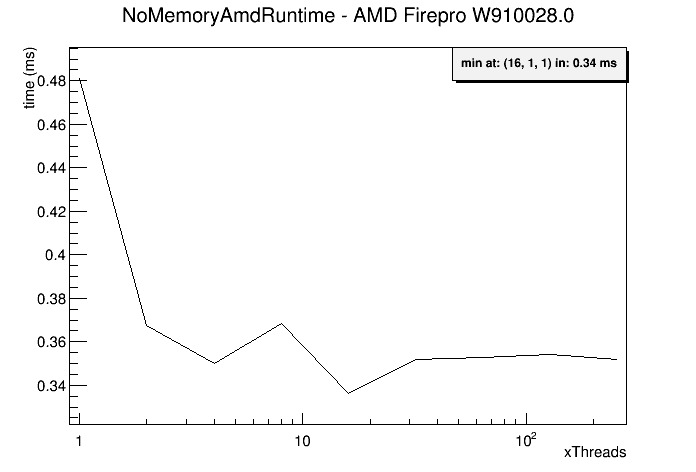 NoMemoryAmdRuntime - AMD Firepro W910028.0
time (ms)
min at: (16, 1, 1) in: 0.34 ms
0.48
0.46
0.44
0.42
0.4
0.38
0.36
0.34
1 10 10²
xThreads